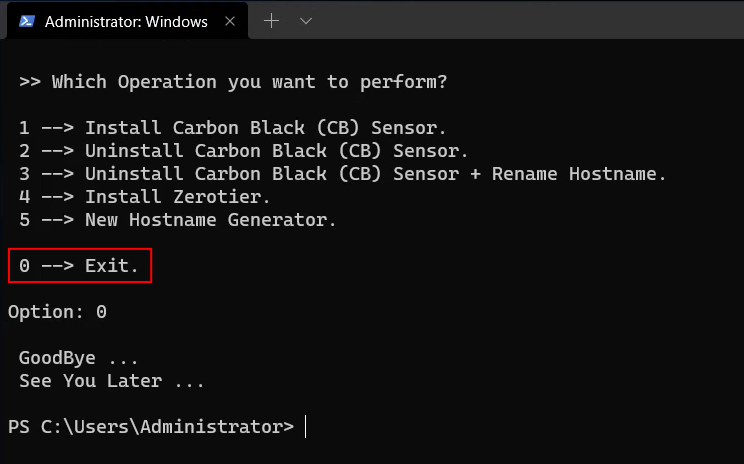 Administrator: Windows
>> Which Operation you want to perform?
1 --> Install Carbon Black (CB) Sensor.
2 --> Uninstall Carbon Black (CB) Sensor.
3 --> Uninstall Carbon Black (CB) Sensor + Rename Hostname.
4 --> Install Zerotier.
5 --> New Hostname Generator.
0 --> Exit.
Option: 0
GoodBye ...
See You Later ...
PS C:\Users\Administrator>